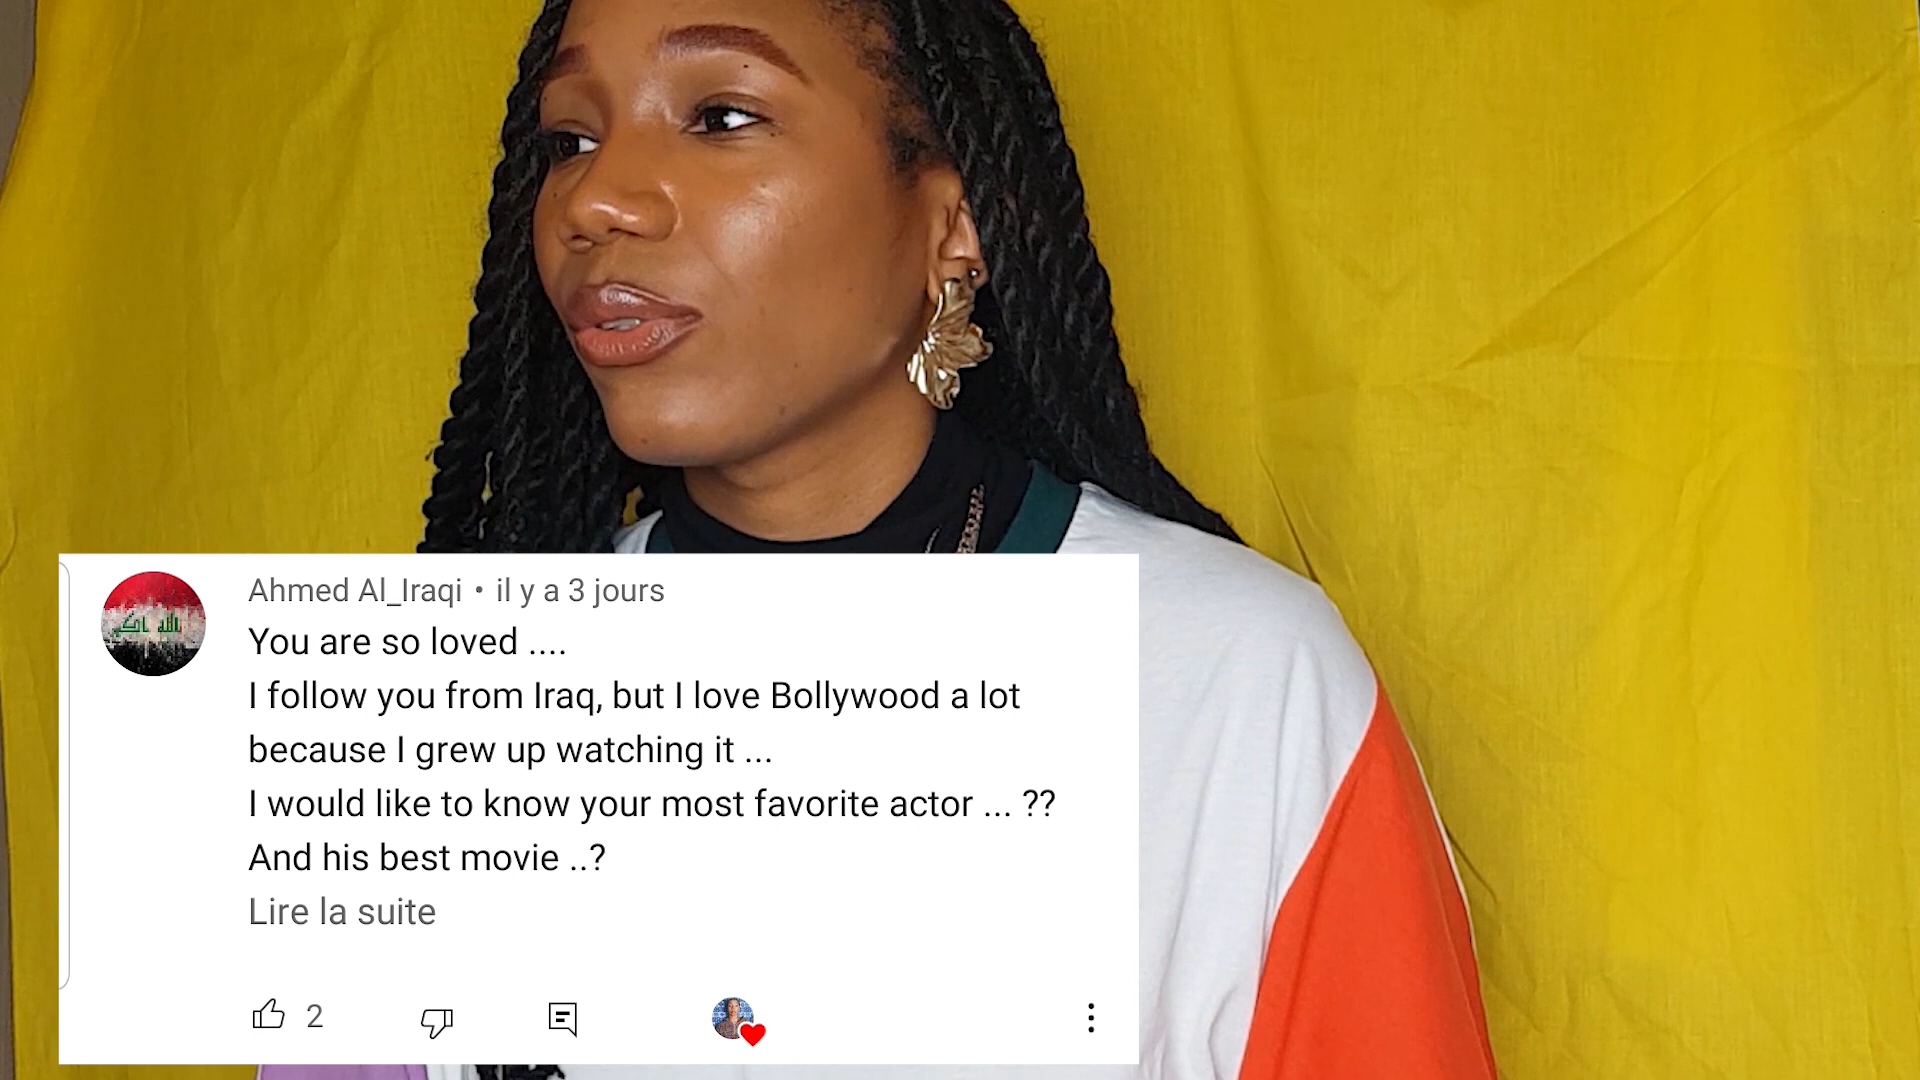 Ahmed Al_Iraqi • il y a 3 jours
You are so loved ....
I follow you from Iraq, but I love Bollywood a lot
because I grew up watching it ...
I would like to know your most favorite actor ... ??
And his best movie ..?
Lire la suite
2